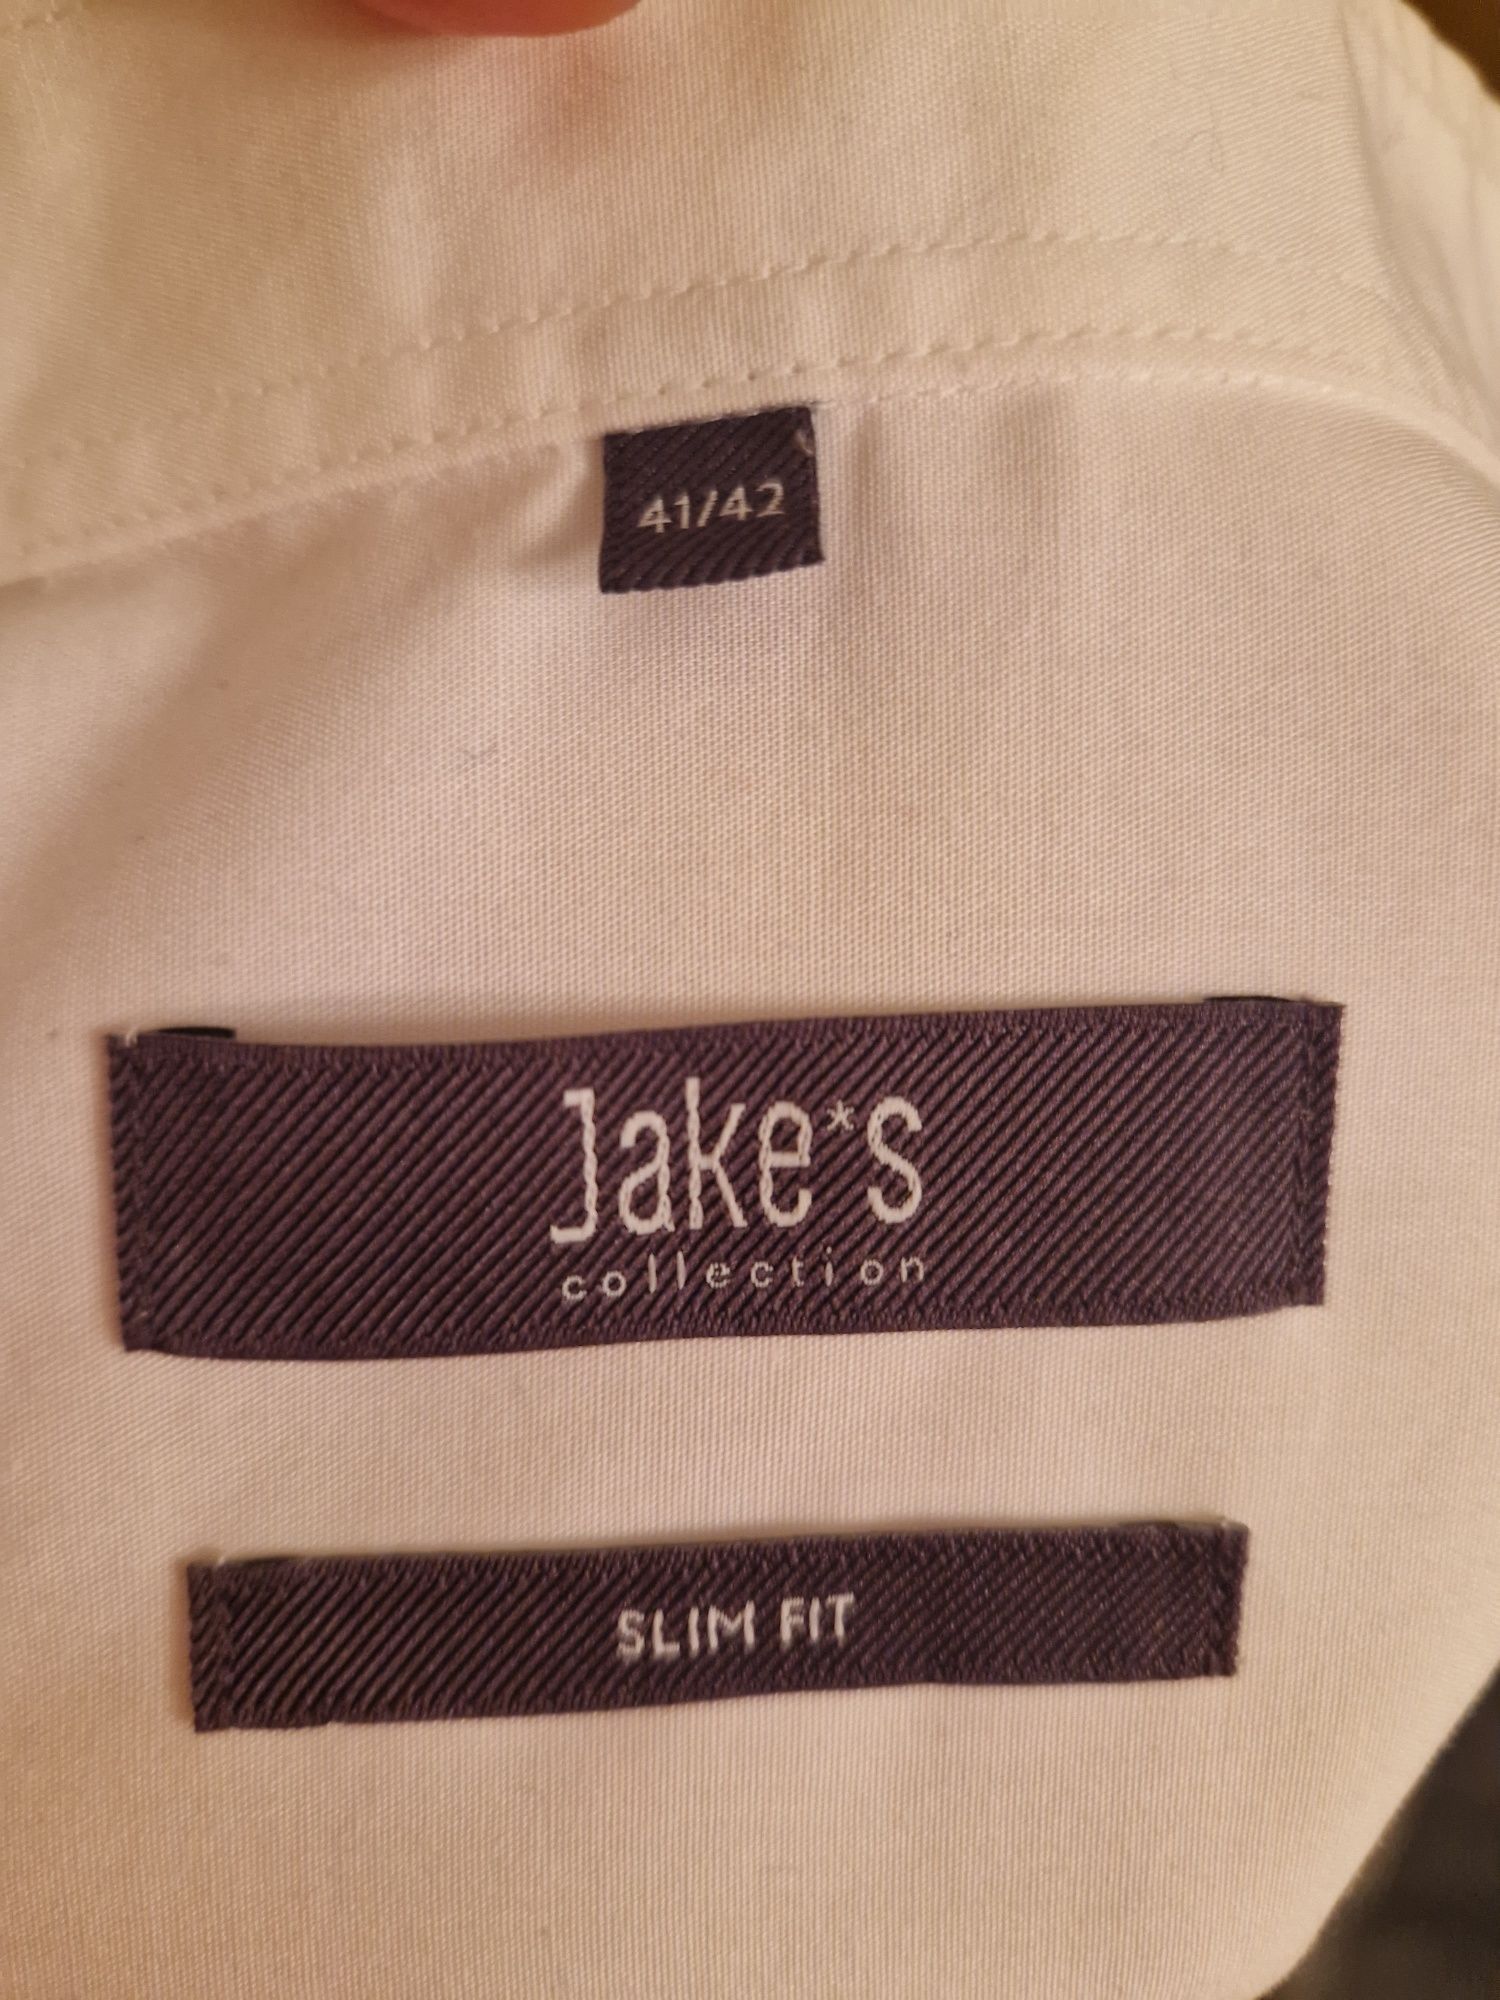 41/42
Jake*s
collection
SLIM FIT